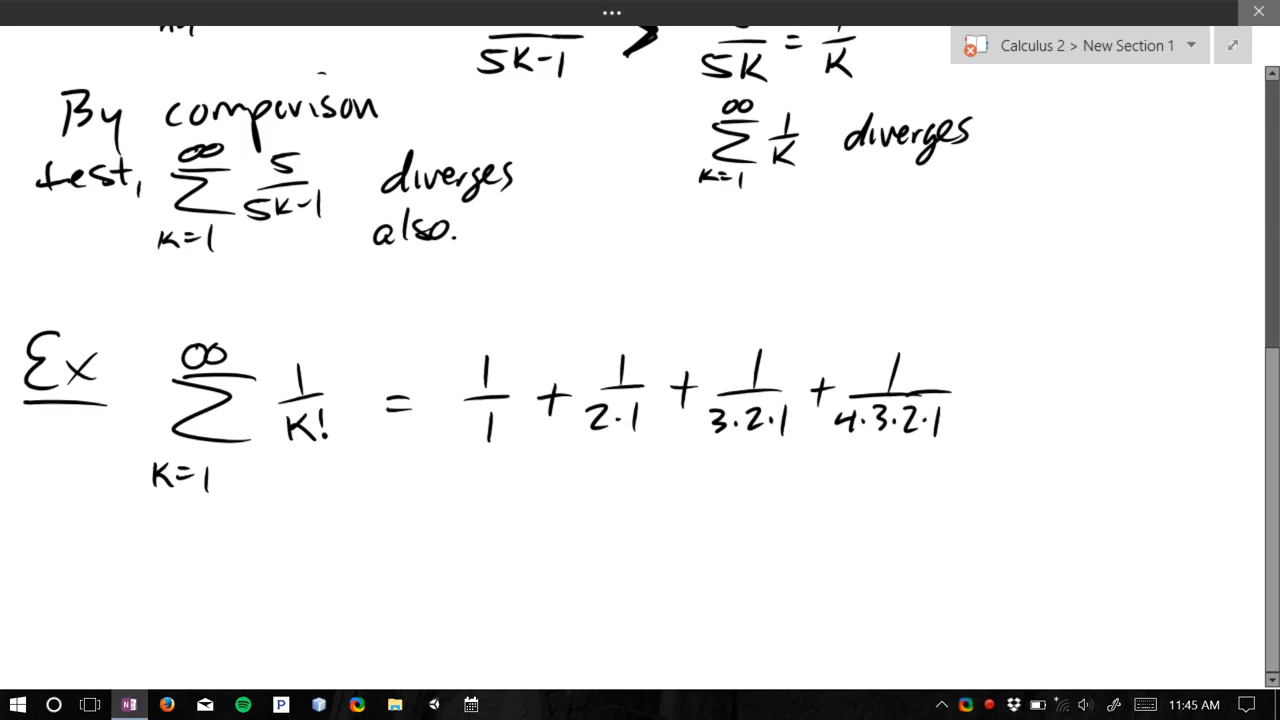 ...
Calculus 2 > New Section 1
5K-1 > 5K = 1/K
By comparison
∞ ∑ K=1 1/K diverges
test, ∞ ∑ K=1 5/5K-1 diverges
also.
Ex ∞ ∑ K=1 1/K! = 1/1 + 1/2·1 + 1/3·2·1 + 1/4·3·2·1
11:45 AM